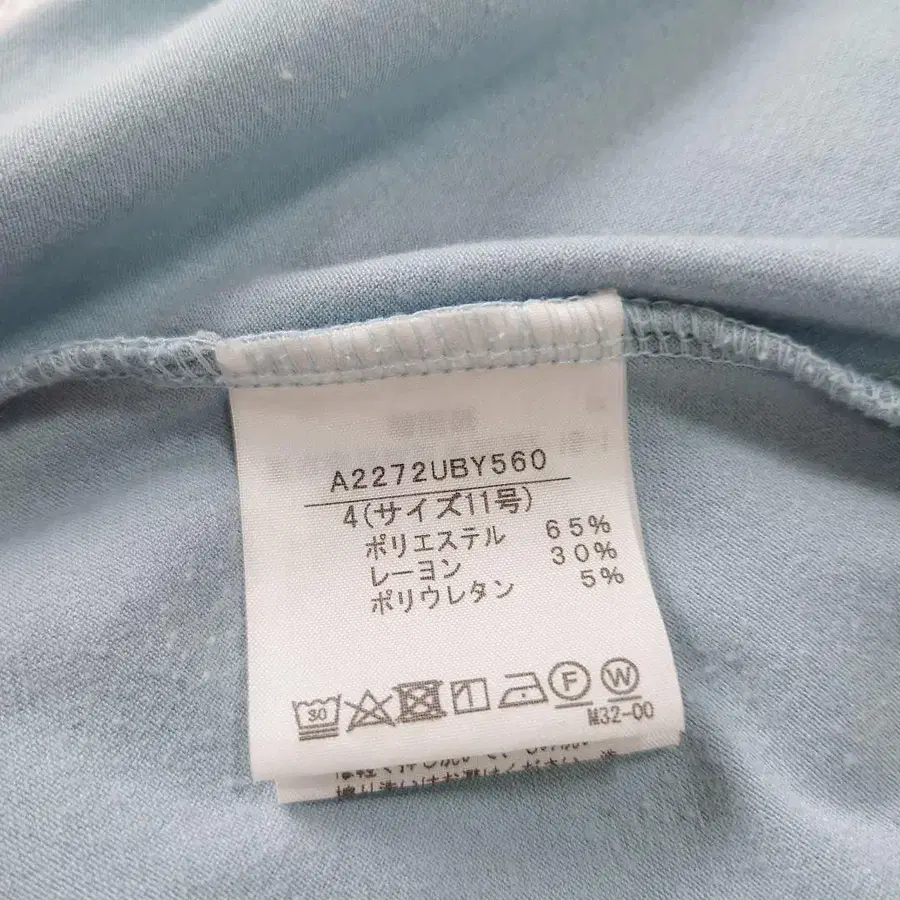 A2272UBY560
4(サイズ11号)
ポリエステル 65%
レーヨン 30%
ポリウレタン 5%
30 F W
M32-00